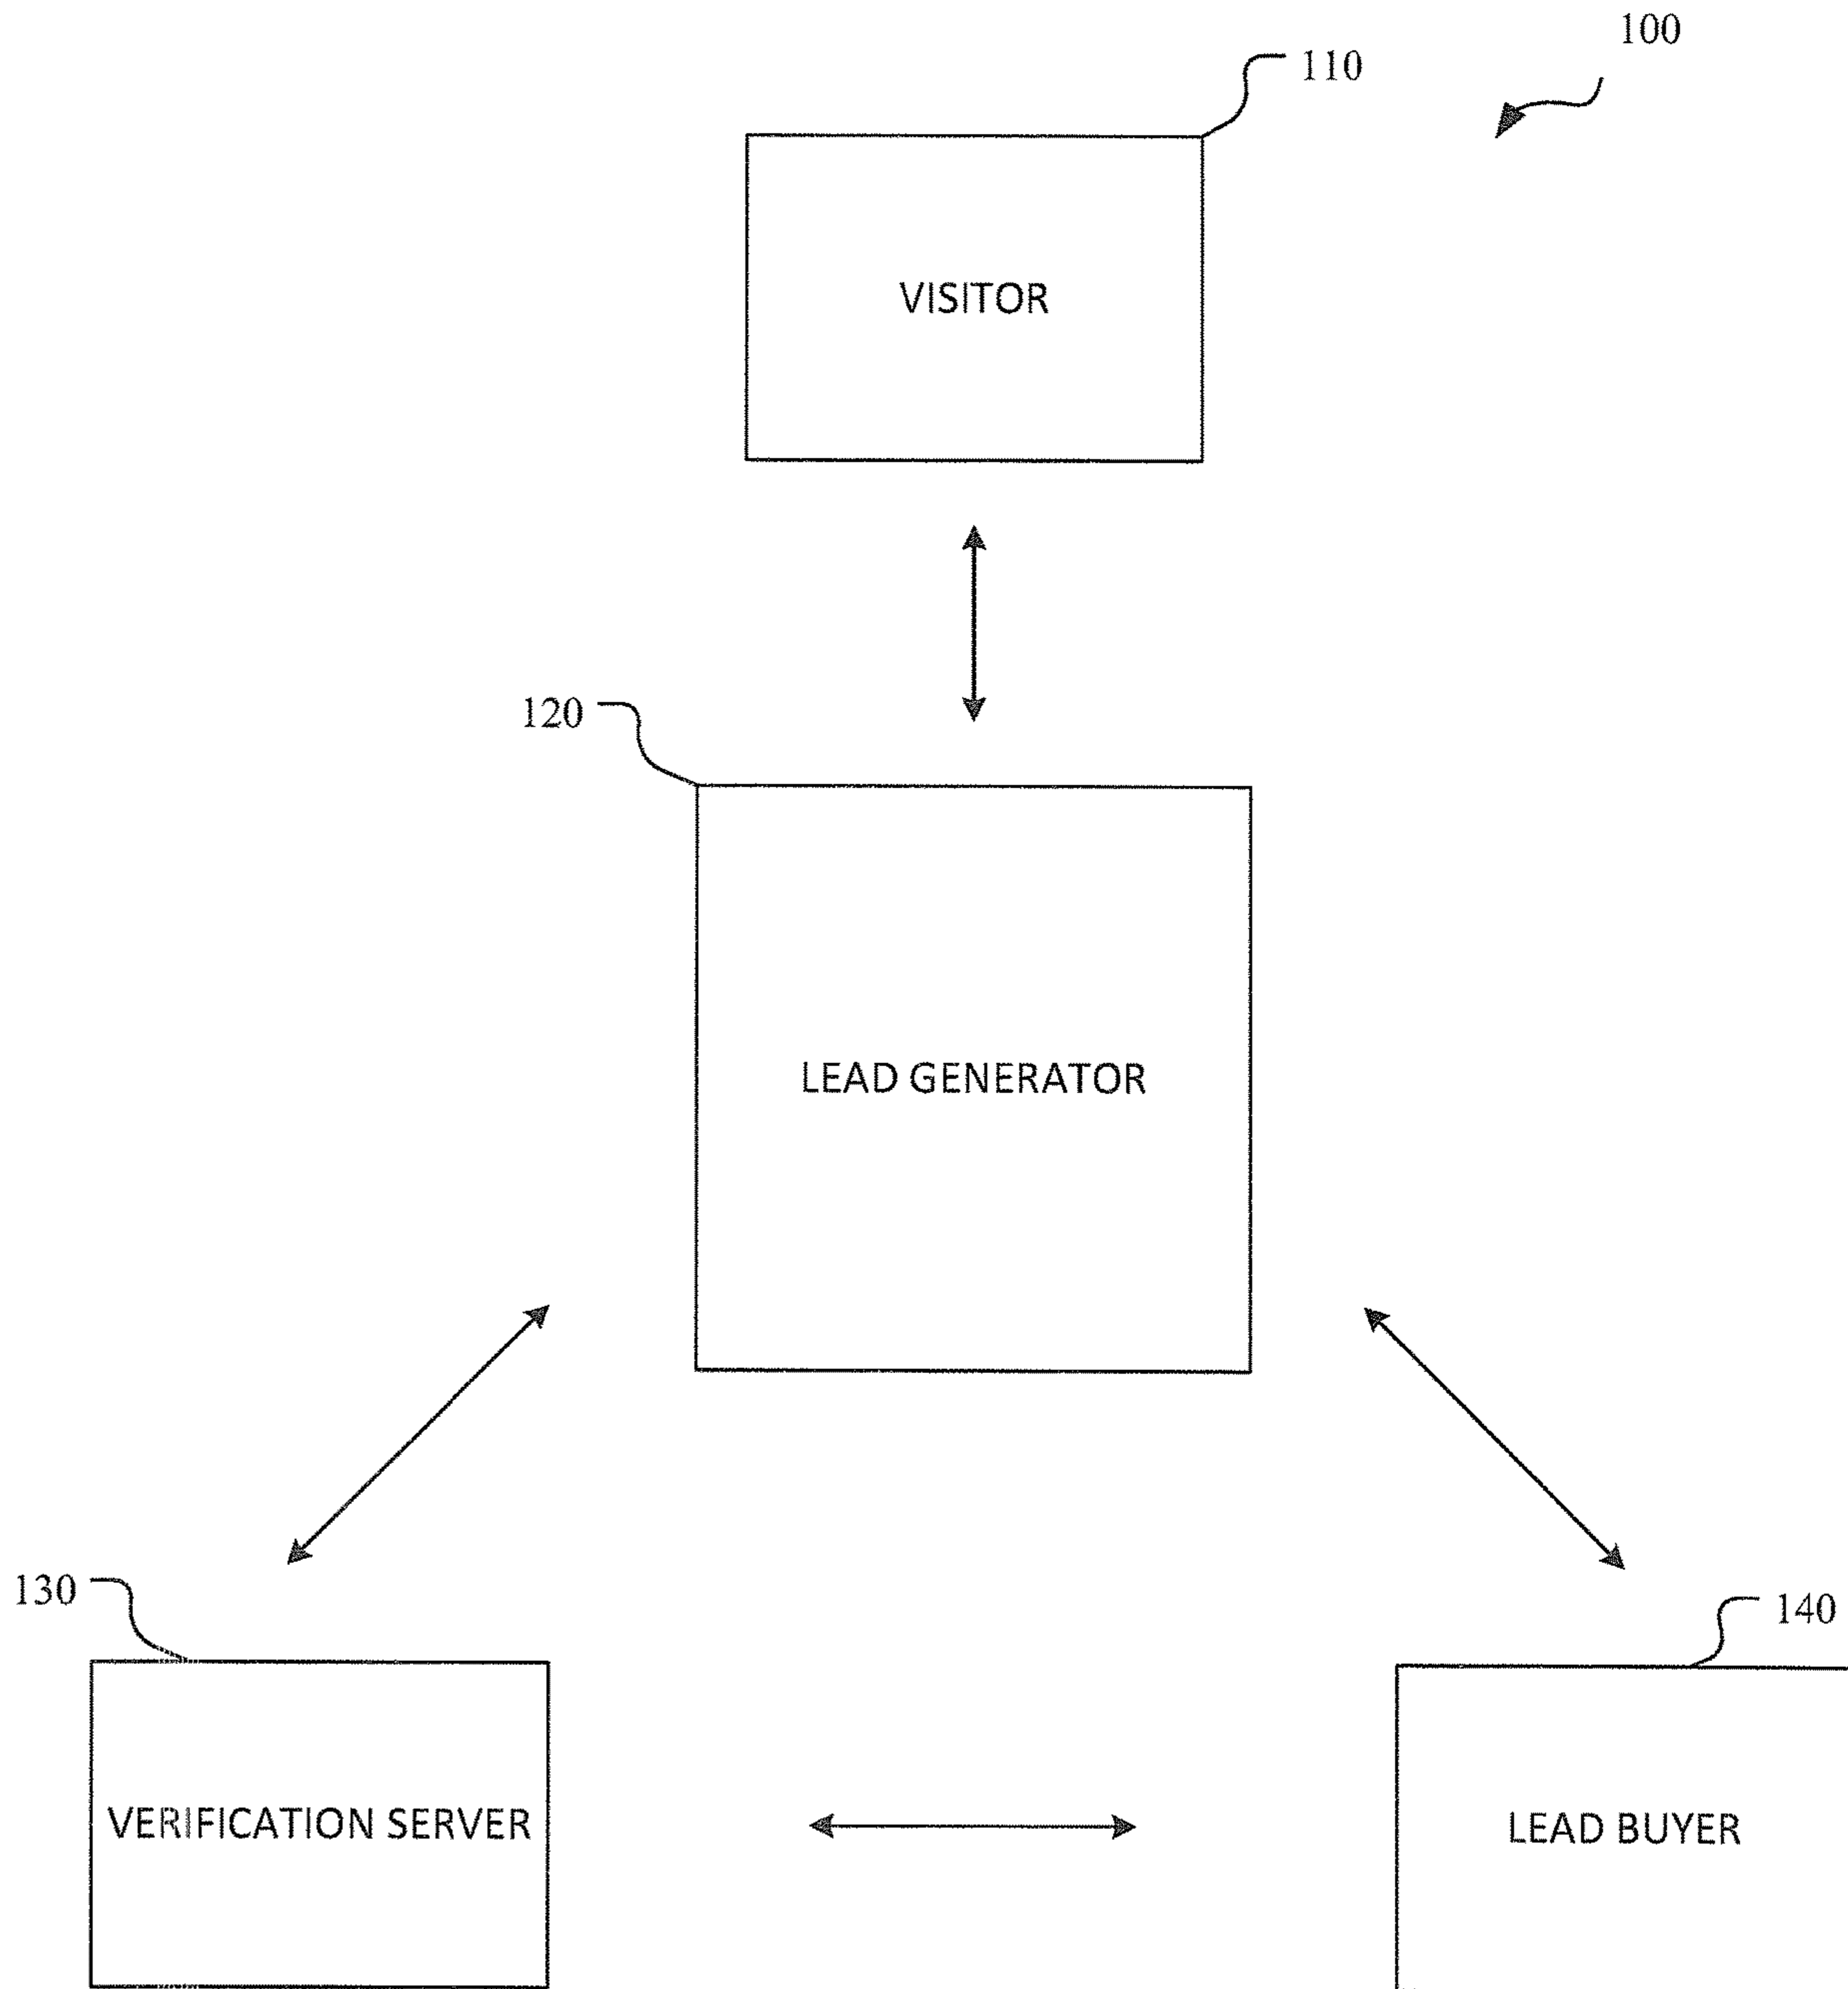 100
110
VISITOR
120
LEAD GENERATOR
130
140
VERIFICATION SERVER
LEAD BUYER